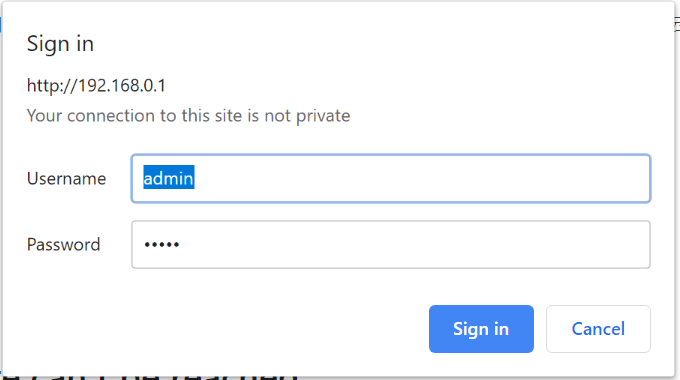 Sign in
http://192.168.0.1
Your connection to this site is not private
Username admin
Password •••••
Sign in Cancel